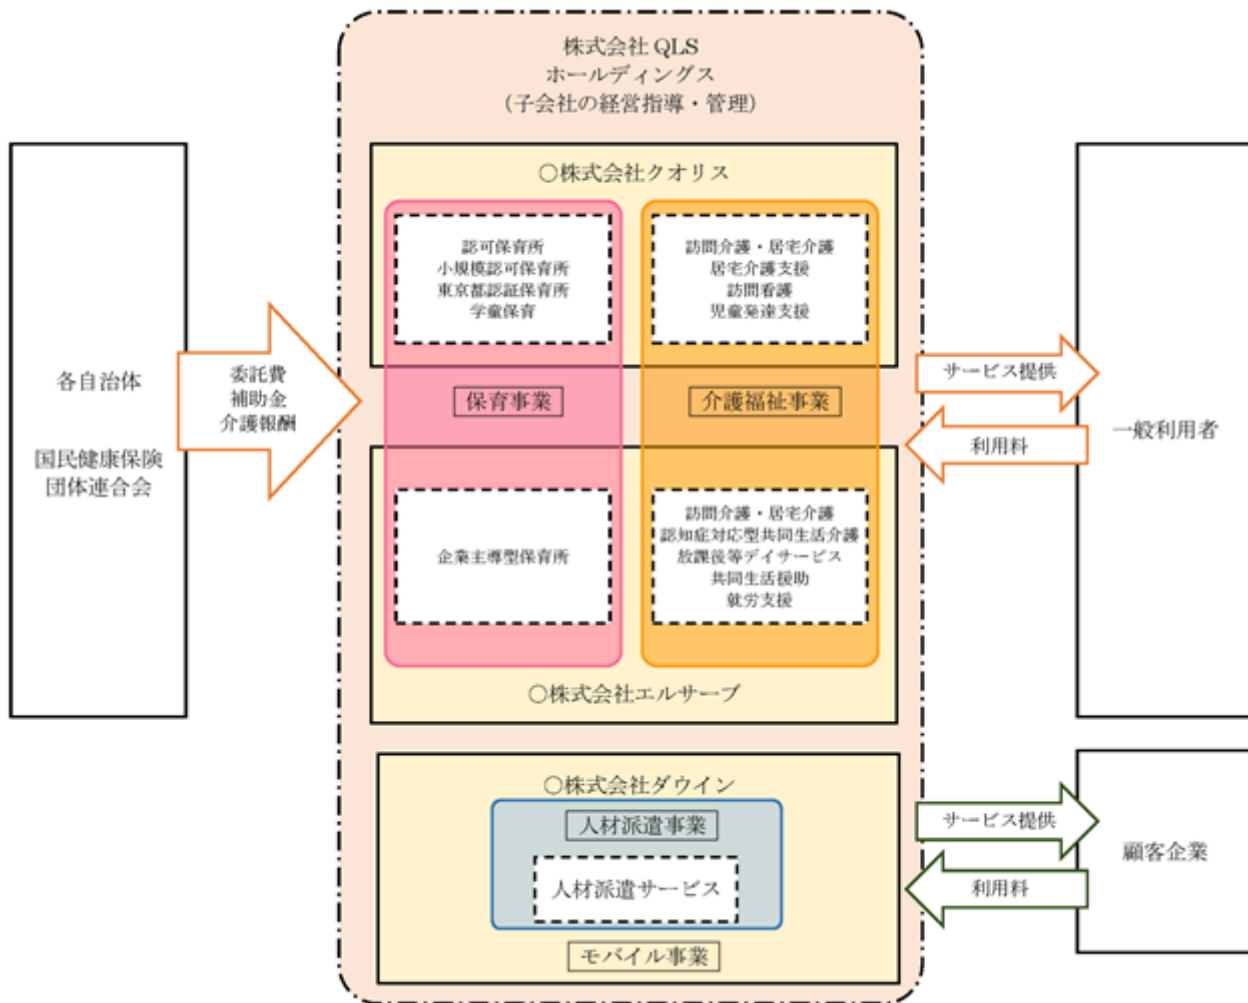 株式会社 QLS
ホールディングス
(子会社の経営指導・管理)
各自治体
国民健康保険
団体連合会
委託費
補助金
介護報酬
〇株式会社クオリス
認可保育所
小規模認可保育所
東京都認証保育所
学童保育
訪問介護・居宅介護
居宅介護支援
訪問看護
児童発達支援
保育事業
介護福祉事業
企業主導型保育所
訪問介護・居宅介護
認知症対応型共同生活介護
放課後等デイサービス
共同生活援助
就労支援
〇株式会社エルサーブ
サービス提供
利用料
一般利用者
〇株式会社ダウイン
人材派遣事業
人材派遣サービス
モバイル事業
サービス提供
利用料
顧客企業